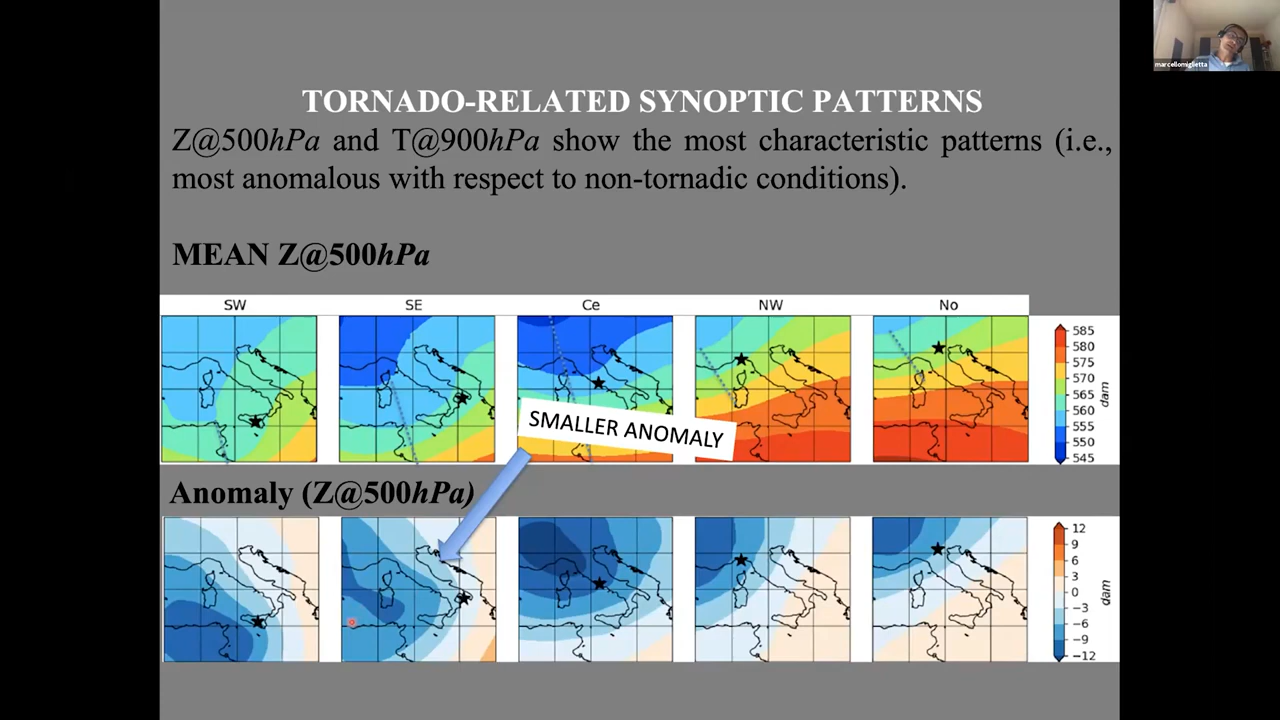 marcellomiglietta
TORNADO-RELATED SYNOPTIC PATTERNS
Z@500hPa and T@900hPa show the most characteristic patterns (i.e.,
most anomalous with respect to non-tornadic conditions).
MEAN Z@500hPa
SW SE Ce NW No
585
580
575
570
565
560
555
550
545
dam
SMALLER ANOMALY
Anomaly (Z@500hPa)
12
9
6
3
0
−3
−6
−9
−12
dam